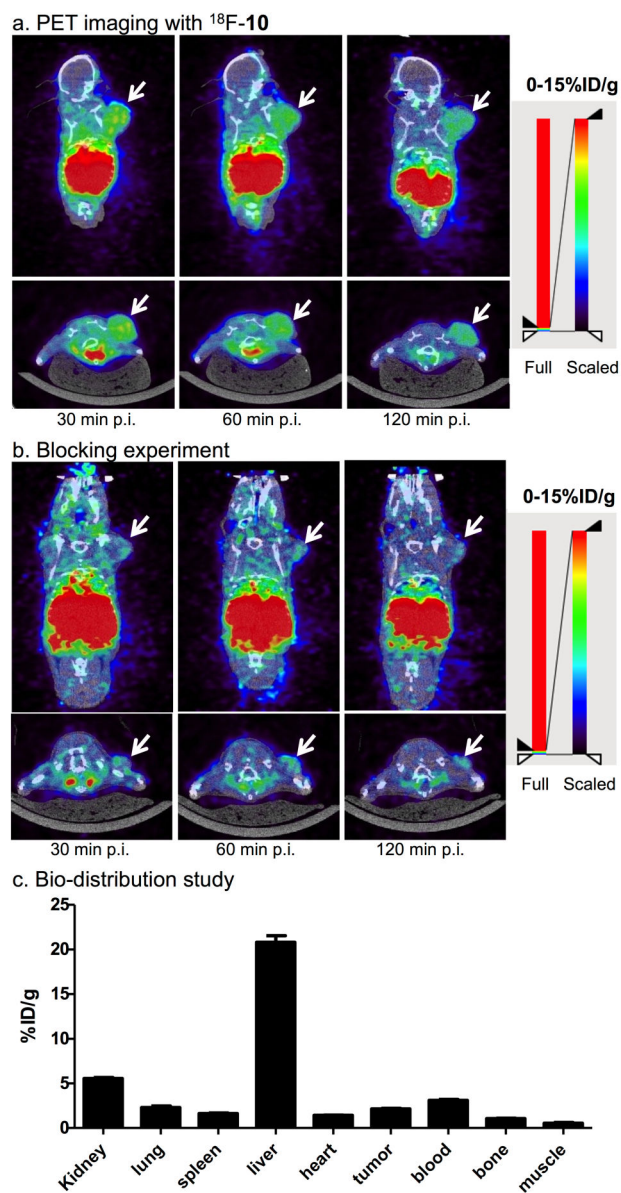 a. PET imaging with ¹⁸F-10
0-15%ID/g
Full Scaled
30 min p.i. 60 min p.i. 120 min p.i.
b. Blocking experiment
0-15%ID/g
Full Scaled
30 min p.i. 60 min p.i. 120 min p.i.
c. Bio-distribution study
25
20
15
10
5
0
%ID/g
Kidney lung spleen liver heart tumor blood bone muscle